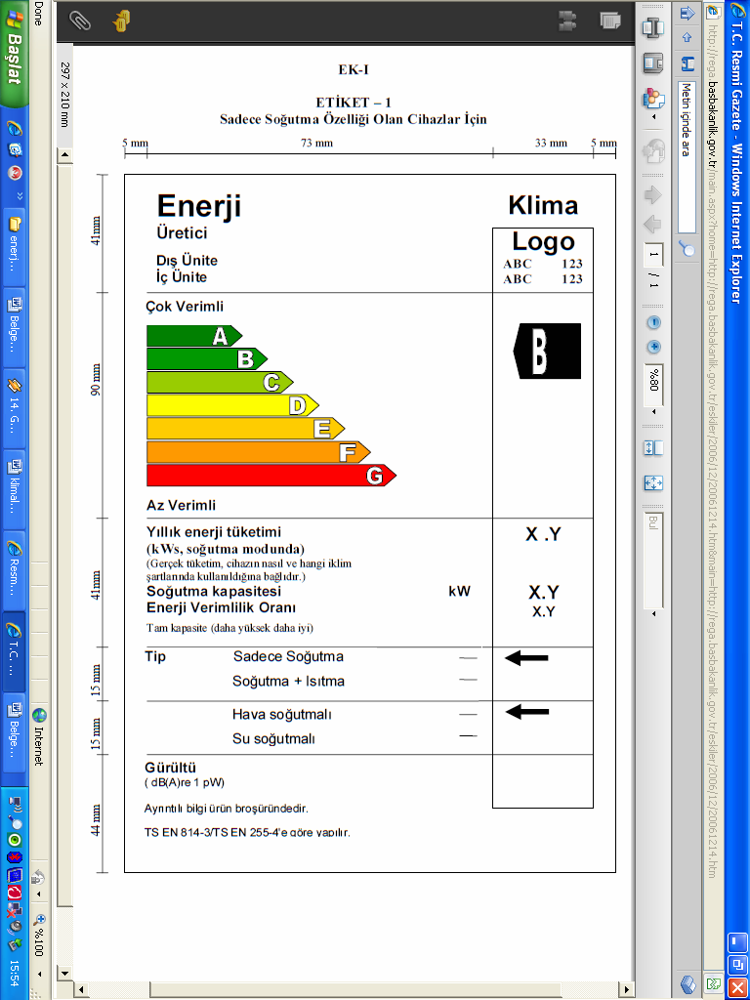 T.C. Resmi Gazete - Windows Internet Explorer
http://rega.basbakanlik.gov.tr/main.aspx?home=http://rega.basbakanlik.gov.tr/eskiler/2006/12/20061214.htm&main=http://rega.basbakanlik.gov.tr/eskiler/2006/12/20061214.htm
Metin içinde ara
1 / 1
%80
Bul
EK-I
ETİKET – 1
Sadece Soğutma Özelliği Olan Cihazlar İçin
5 mm 73 mm 33 mm 5 mm
41mm
90 mm
41mm
15 mm
15 mm
44 mm
Enerji Klima
Üretici Logo
Dış Ünite ABC 123
İç Ünite ABC 123
Çok Verimli
A
B
B
C
D
E
F
G
Az Verimli
Yıllık enerji tüketimi X .Y
(kWs, soğutma modunda)
(Gerçek tüketim, cihazın nasıl ve hangi iklim
şartlarında kullanıldığına bağlıdır.)
Soğutma kapasitesi kW X.Y
Enerji Verimlilik Oranı X.Y
Tam kapasite (daha yüksek daha iyi)
Tip Sadece Soğutma —
Soğutma + Isıtma —
Hava soğutmalı —
Su soğutmalı —
Gürültü
( dB(A)re 1 pW)
Ayrıntılı bilgi ürün broşüründedir.
TS EN 814-3/TS EN 255-4'e göre yapılır.
297 x 210 mm
Done
Internet
%100
Başlat
»
enerj...
Belge...
14. G...
klimal...
Resm...
T.C. ...
Belge...
15:54